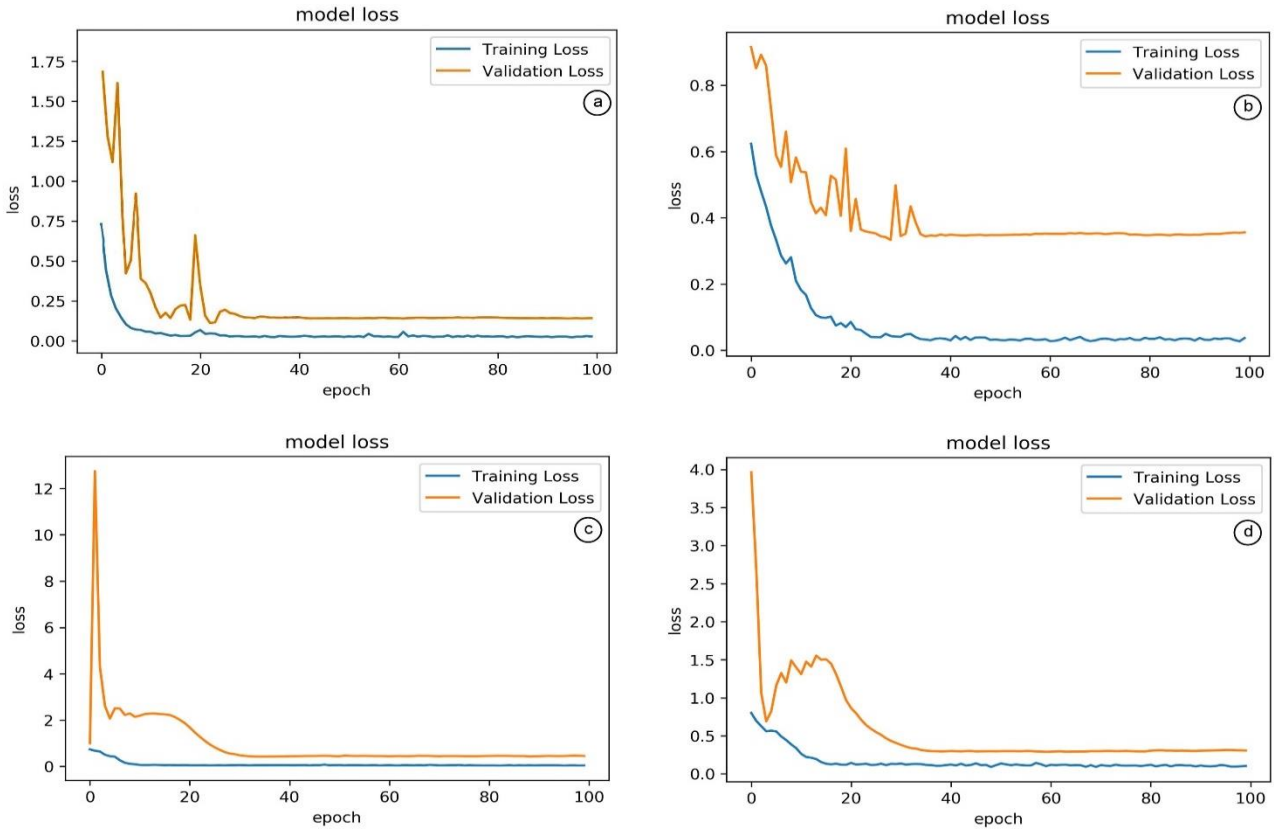 model loss
1.75
1.50
1.25
1.00
0.75
0.50
0.25
0.00
loss
Training Loss
Validation Loss
a
0 20 40 60 80 100
epoch
model loss
0.8
0.6
0.4
0.2
0.0
loss
Training Loss
Validation Loss
b
0 20 40 60 80 100
epoch
model loss
12
10
8
6
4
2
0
loss
Training Loss
Validation Loss
c
0 20 40 60 80 100
epoch
model loss
4.0
3.5
3.0
2.5
2.0
1.5
1.0
0.5
0.0
loss
Training Loss
Validation Loss
d
0 20 40 60 80 100
epoch